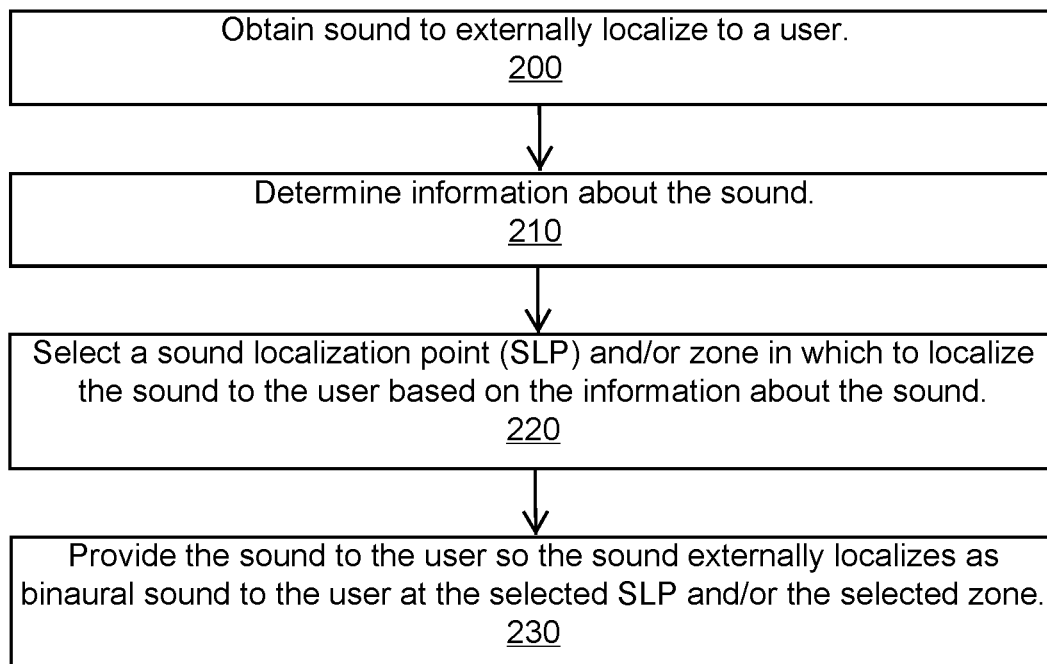 Obtain sound to externally localize to a user.
200
Determine information about the sound.
210
Select a sound localization point (SLP) and/or zone in which to localize
the sound to the user based on the information about the sound.
220
Provide the sound to the user so the sound externally localizes as
binaural sound to the user at the selected SLP and/or the selected zone.
230